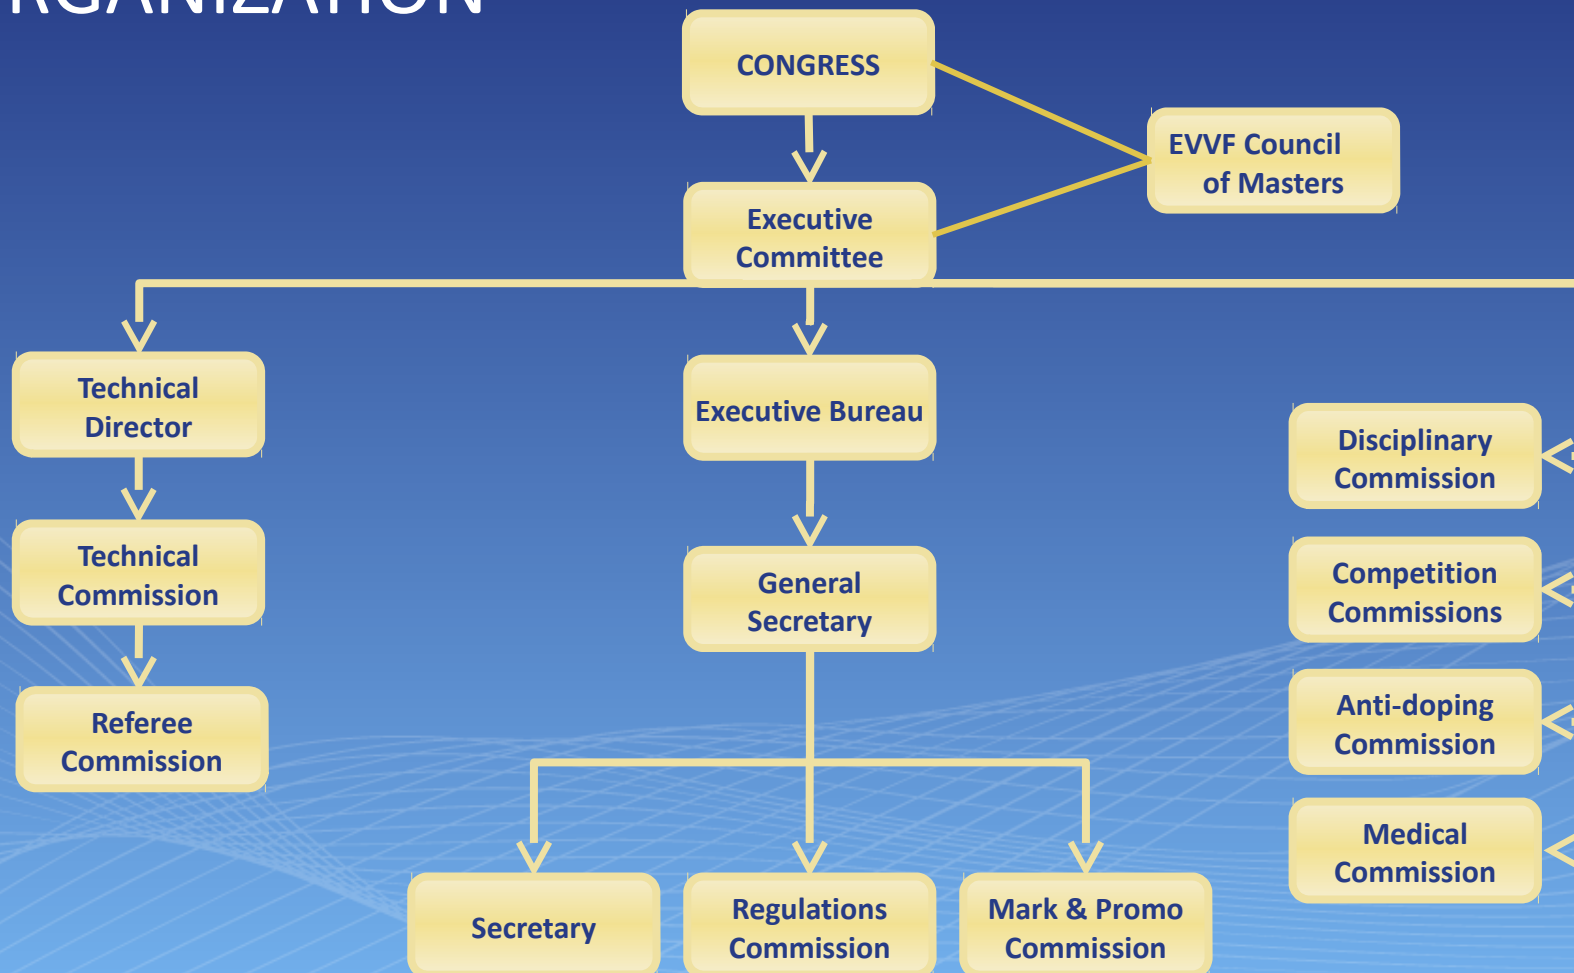 RGANIZATION
CONGRESS
EVVF Council
of Masters
Executive
Committee
Technical
Director
Executive Bureau
Disciplinary
Commission
Technical
Commission
General
Secretary
Competition
Commissions
Referee
Commission
Anti-doping
Commission
Medical
Commission
Secretary
Regulations
Commission
Mark & Promo
Commission